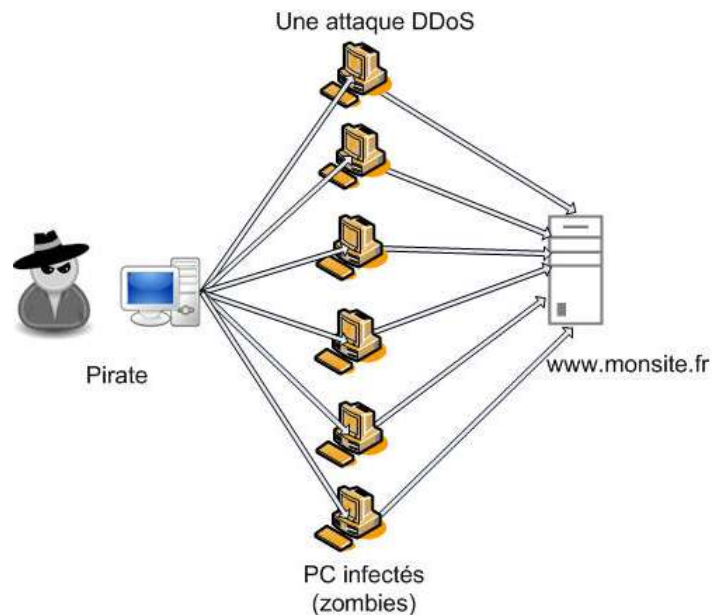 Une attaque DDoS
Pirate
www.monsite.fr
PC infectés
(zombies)